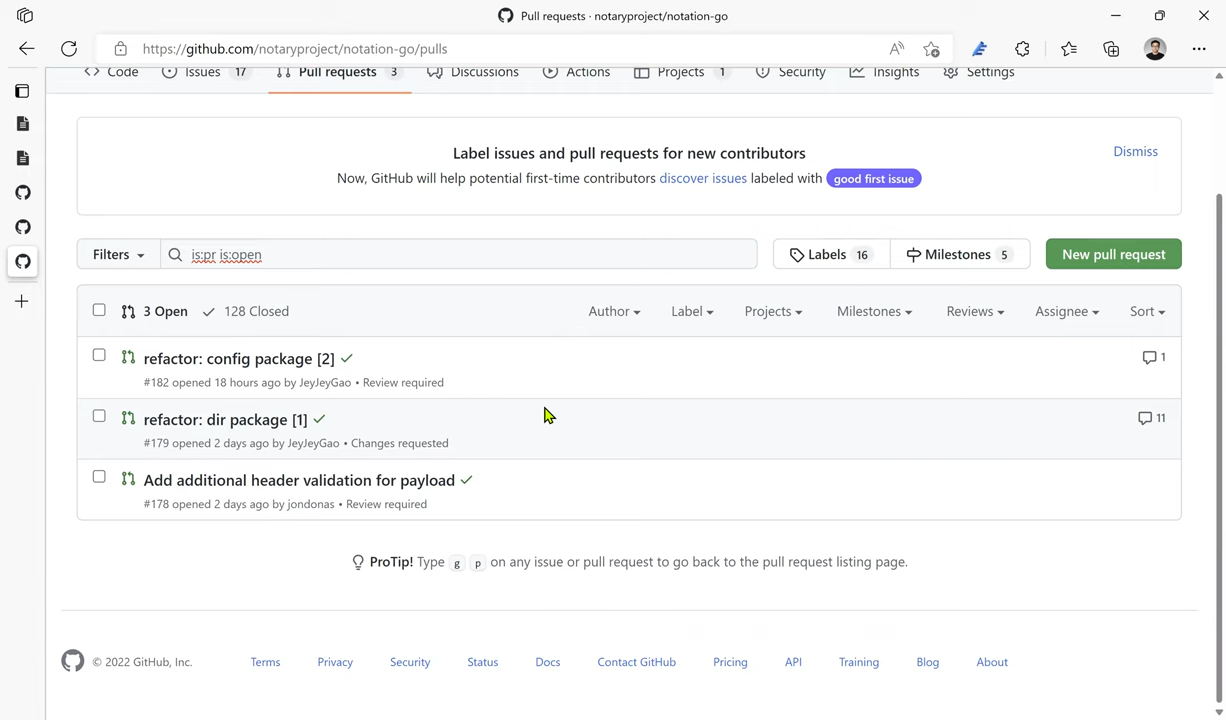 Pull requests · notaryproject/notation-go
https://github.com/notaryproject/notation-go/pulls
Code Issues 17 Pull requests 3 Discussions Actions Projects 1 Security Insights Settings
Label issues and pull requests for new contributors
Dismiss
Now, GitHub will help potential first-time contributors discover issues labeled with good first issue
Filters is:pr is:open Labels 16 Milestones 5 New pull request
3 Open 128 Closed Author Label Projects Milestones Reviews Assignee Sort
refactor: config package [2] 1
#182 opened 18 hours ago by JeyJeyGao • Review required
refactor: dir package [1] 11
#179 opened 2 days ago by JeyJeyGao • Changes requested
Add additional header validation for payload
#178 opened 2 days ago by jondonas • Review required
ProTip! Type g p on any issue or pull request to go back to the pull request listing page.
© 2022 GitHub, Inc. Terms Privacy Security Status Docs Contact GitHub Pricing API Training Blog About